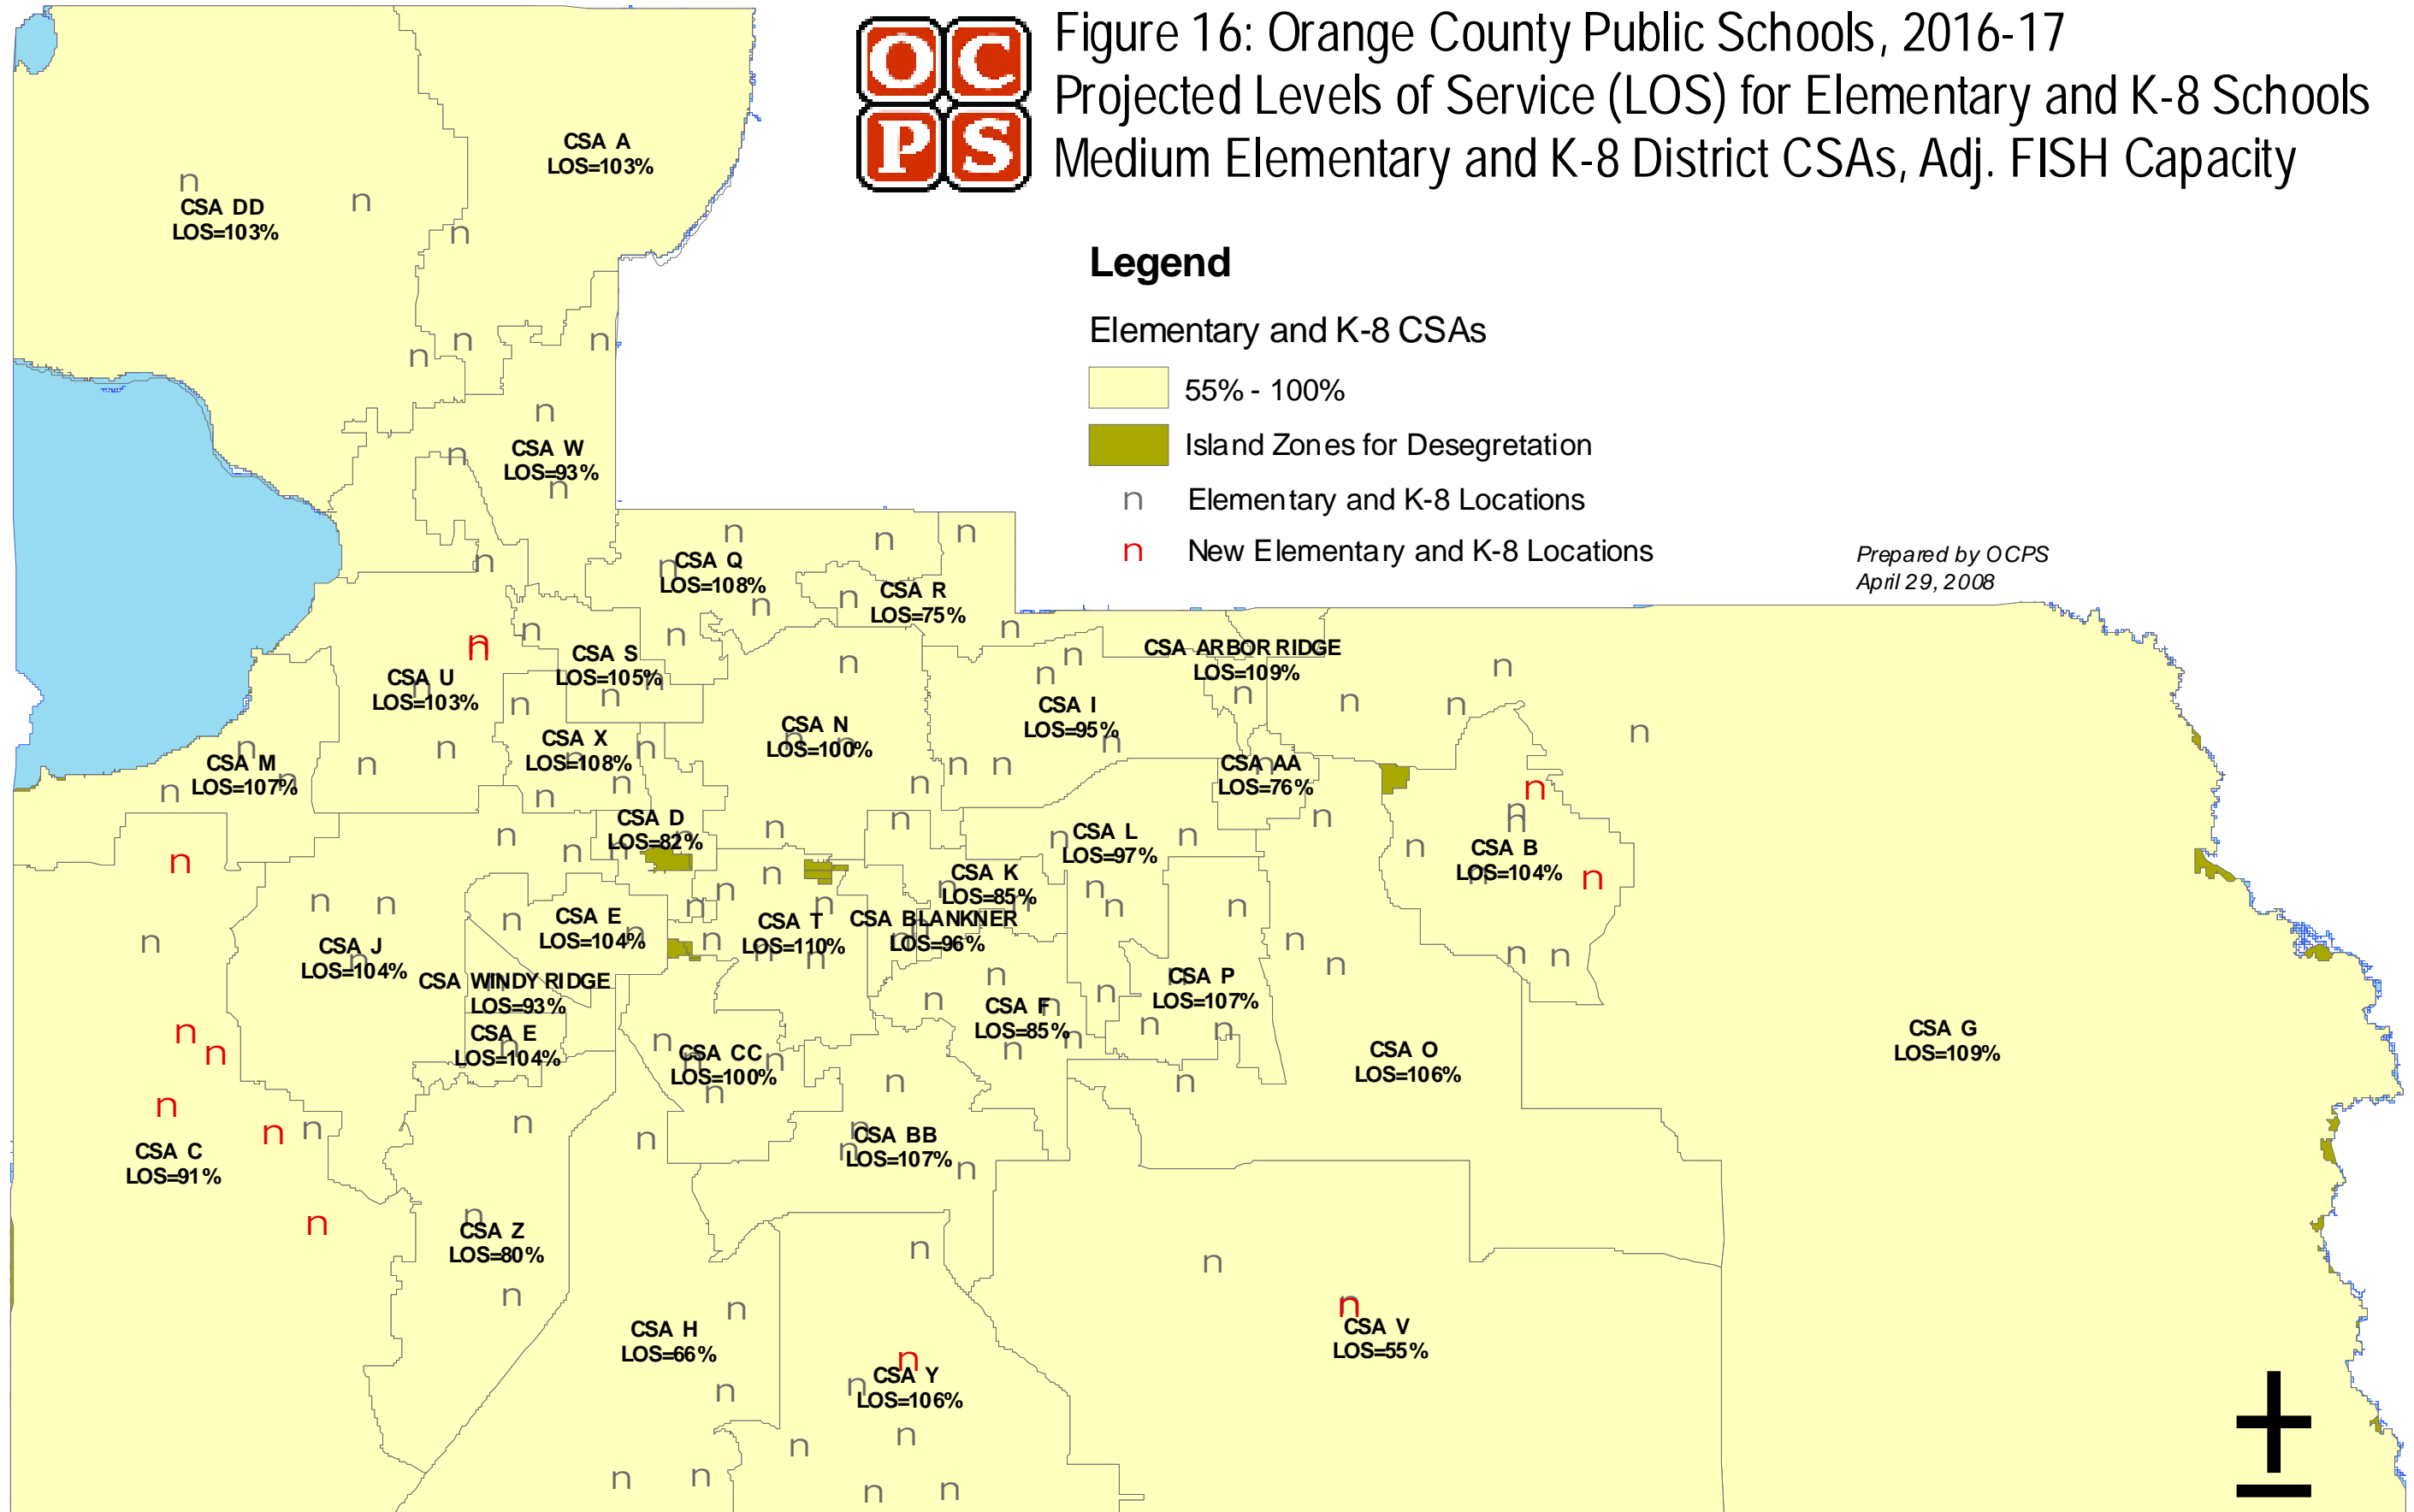 O C
P S
Figure 16: Orange County Public Schools, 2016-17
Projected Levels of Service (LOS) for Elementary and K-8 Schools
Medium Elementary and K-8 District CSAs, Adj. FISH Capacity
Legend
Elementary and K-8 CSAs
55% - 100%
Island Zones for Desegretation
n Elementary and K-8 Locations
n New Elementary and K-8 Locations
Prepared by OCPS
April 29, 2008
CSA A
LOS=103%
CSA DD
LOS=103%
CSA W
LOS=93%
CSA Q
LOS=108%
CSA R
LOS=75%
CSA S
LOS=105%
CSA ARBOR RIDGE
LOS=109%
CSA U
LOS=103%
CSA I
LOS=95%
CSA N
LOS=100%
CSA X
LOS=108%
CSA M
LOS=107%
CSA AA
LOS=76%
CSA D
LOS=82%
CSA L
LOS=97%
CSA B
LOS=104%
CSA K
LOS=85%
CSA E
LOS=104%
CSA T
LOS=110%
CSA BLANKNER
LOS=96%
CSA J
LOS=104%
CSA WINDY RIDGE
LOS=93%
CSA P
LOS=107%
CSA F
LOS=85%
CSA E
LOS=104%
CSA CC
LOS=100%
CSA O
LOS=106%
CSA G
LOS=109%
CSA C
LOS=91%
CSA BB
LOS=107%
CSA Z
LOS=80%
CSA H
LOS=66%
CSA V
LOS=55%
CSA Y
LOS=106%